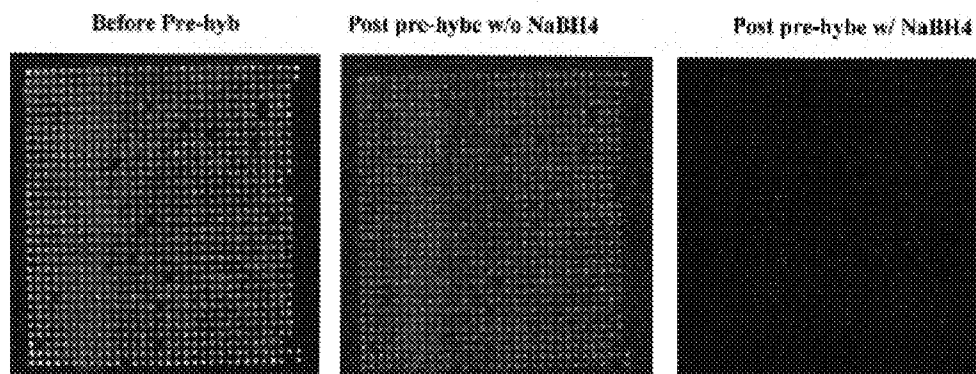 Before Pre-hyb
Post pre-hybe w/o NaBH4
Post pre-hybe w/ NaBH4